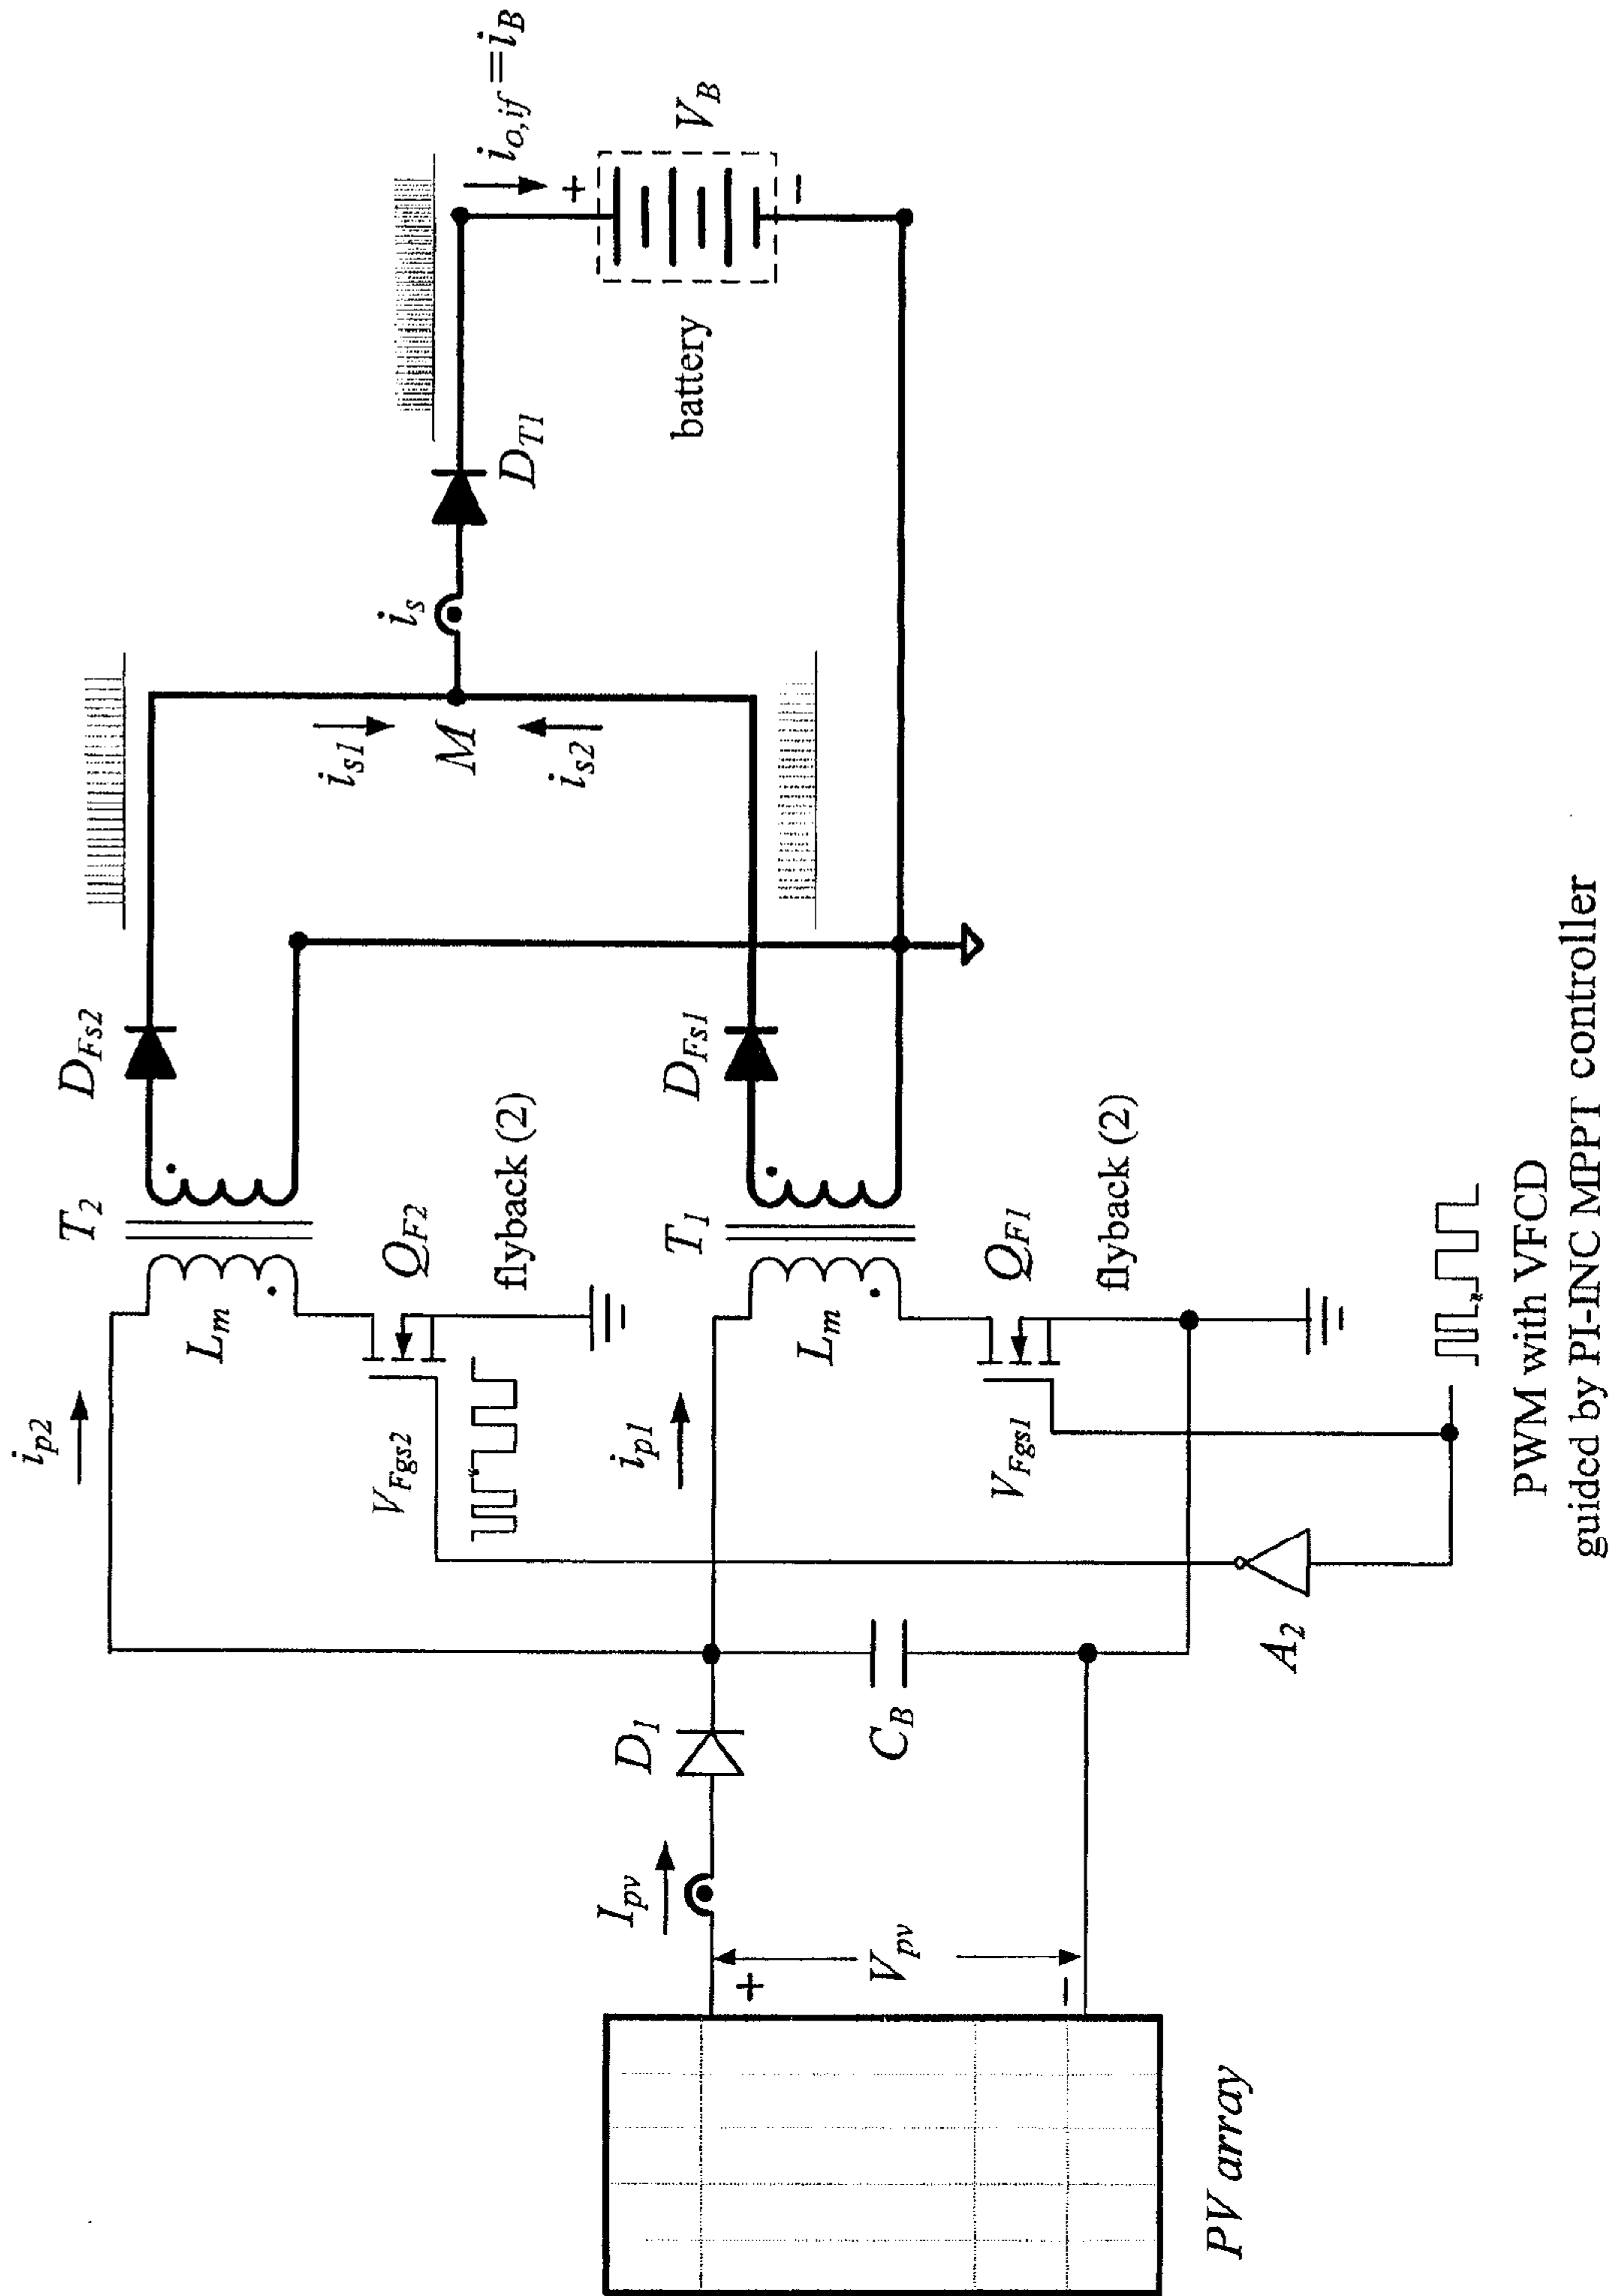 PV array
+
V_pv
−
I_pv
D_1
C_B
A_2
i_p2
V_Fgs2
L_m
T_2
Q_F2
flyback (2)
D_Fs2
i_p1
V_Fgs1
L_m
T_1
Q_F1
flyback (2)
D_Fs1
i_s1
M
i_s2
i_s
D_T1
battery
i_o,if=i_B
+
V_B
−
PWM with VFCD
guided by PI-INC MPPT controller